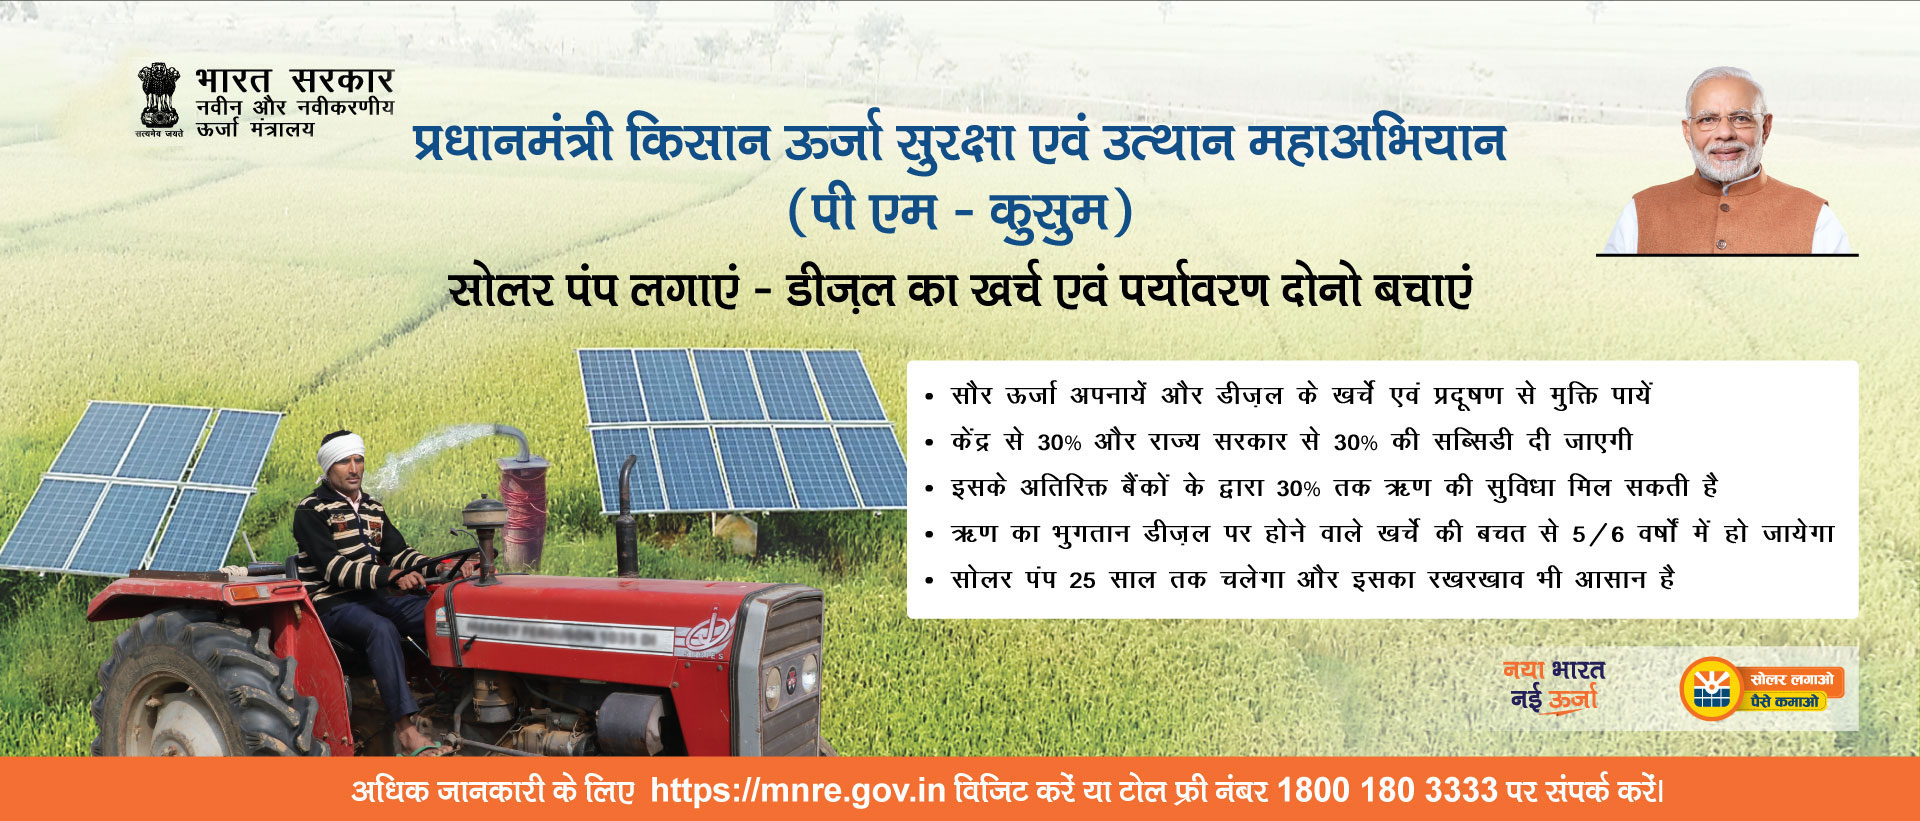 भारत सरकार
नवीन और नवीकरणीय
ऊर्जा मंत्रालय
सत्यमेव जयते
प्रधानमंत्री किसान ऊर्जा सुरक्षा एवं उत्थान महाअभियान
(पी एम - कुसुम)
सोलर पंप लगाएं - डीज़ल का खर्च एवं पर्यावरण दोनो बचाएं
• सौर ऊर्जा अपनायें और डीज़ल के खर्चे एवं प्रदूषण से मुक्ति पायें
• केंद्र से 30% और राज्य सरकार से 30% की सब्सिडी दी जाएगी
• इसके अतिरिक्त बैंकों के द्वारा 30% तक ऋण की सुविधा मिल सकती है
• ऋण का भुगतान डीज़ल पर होने वाले खर्चे की बचत से 5/6 वर्षों में हो जायेगा
• सोलर पंप 25 साल तक चलेगा और इसका रखरखाव भी आसान है
नया भारत
नई ऊर्जा
सोलर लगाओ
पैसे कमाओ
अधिक जानकारी के लिए https://mnre.gov.in विजिट करें या टोल फ्री नंबर 1800 180 3333 पर संपर्क करें।